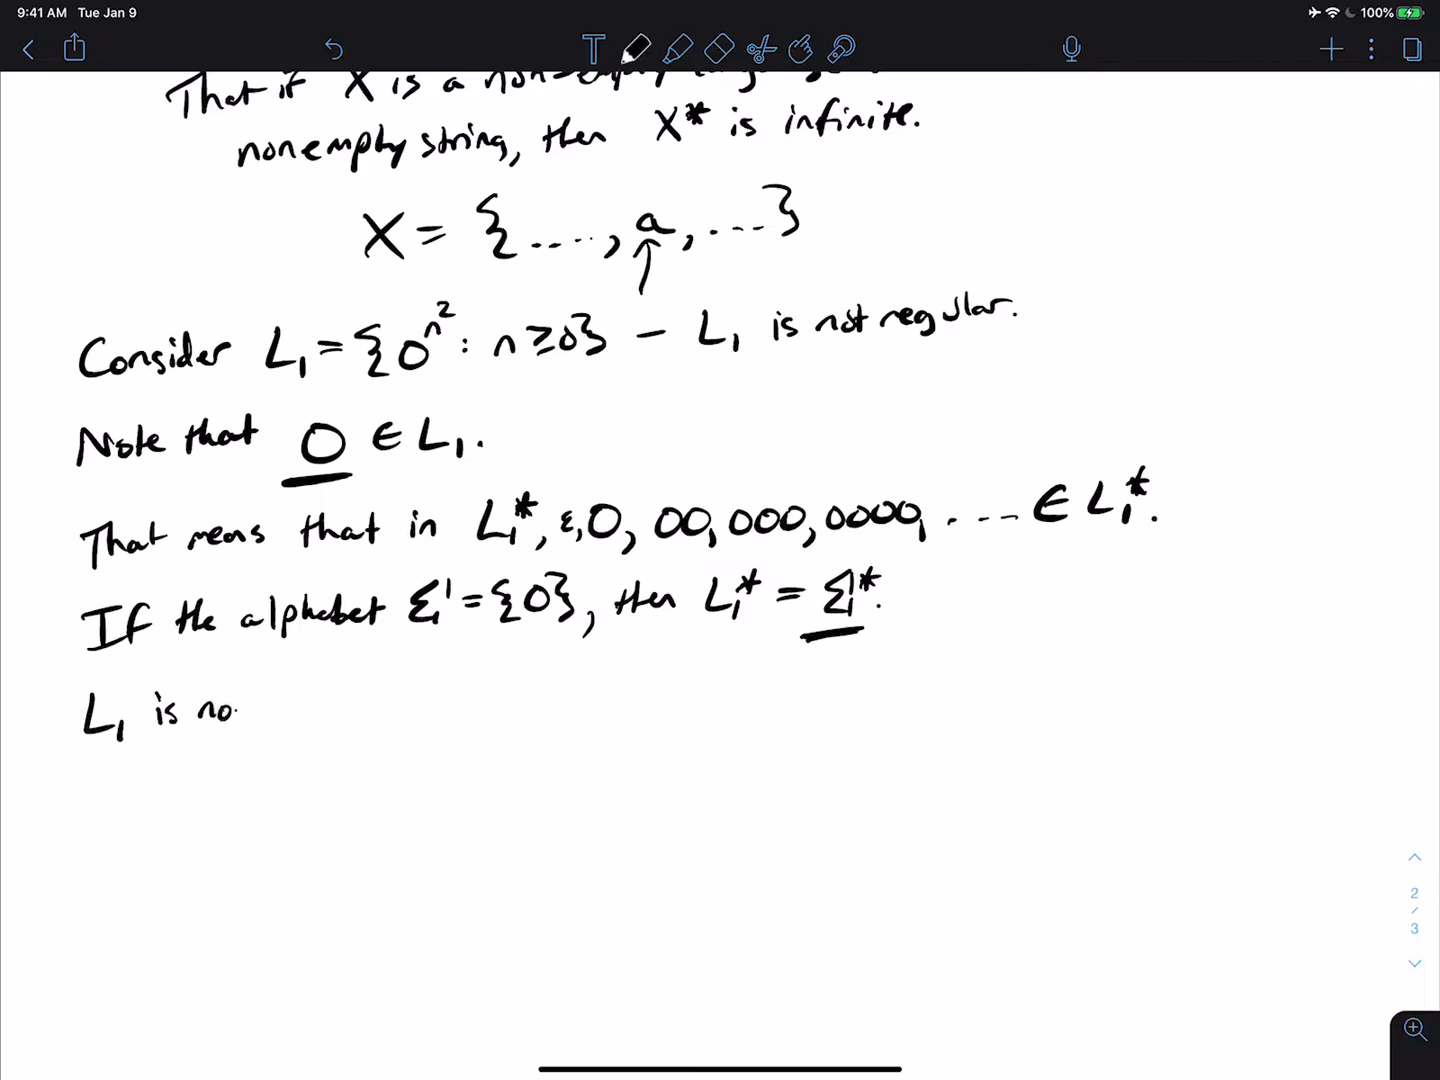 9:41 AM Tue Jan 9
100%
That if X is a non-empty
nonempty string, then X* is infinite.
X = {....,a,....}
Consider L₁ = {0^n² : n ≥ 0} – L₁ is not regular.
Note that 0 ∈ L₁.
That means that in L₁*, ε,0, 00,000,0000, .... ∈ L₁*.
If the alphabet Σ = {0}, then L₁* = Σ*.
L₁ is no
2
/
3